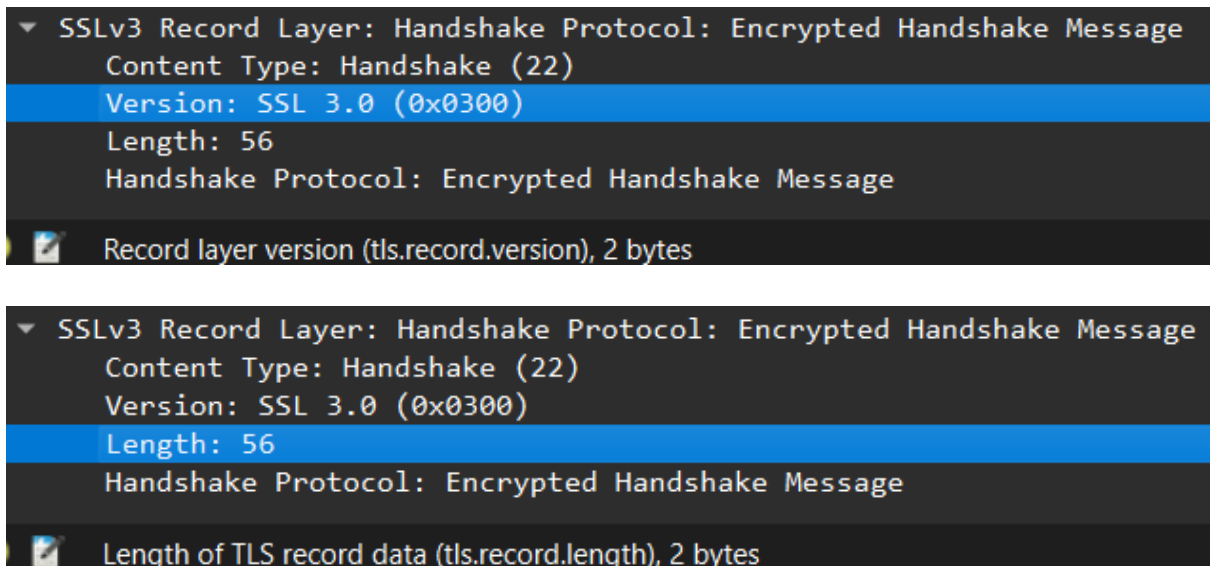 SSLv3 Record Layer: Handshake Protocol: Encrypted Handshake Message
Content Type: Handshake (22)
Version: SSL 3.0 (0x0300)
Length: 56
Handshake Protocol: Encrypted Handshake Message
Record layer version (tls.record.version), 2 bytes
SSLv3 Record Layer: Handshake Protocol: Encrypted Handshake Message
Content Type: Handshake (22)
Version: SSL 3.0 (0x0300)
Length: 56
Handshake Protocol: Encrypted Handshake Message
Length of TLS record data (tls.record.length), 2 bytes